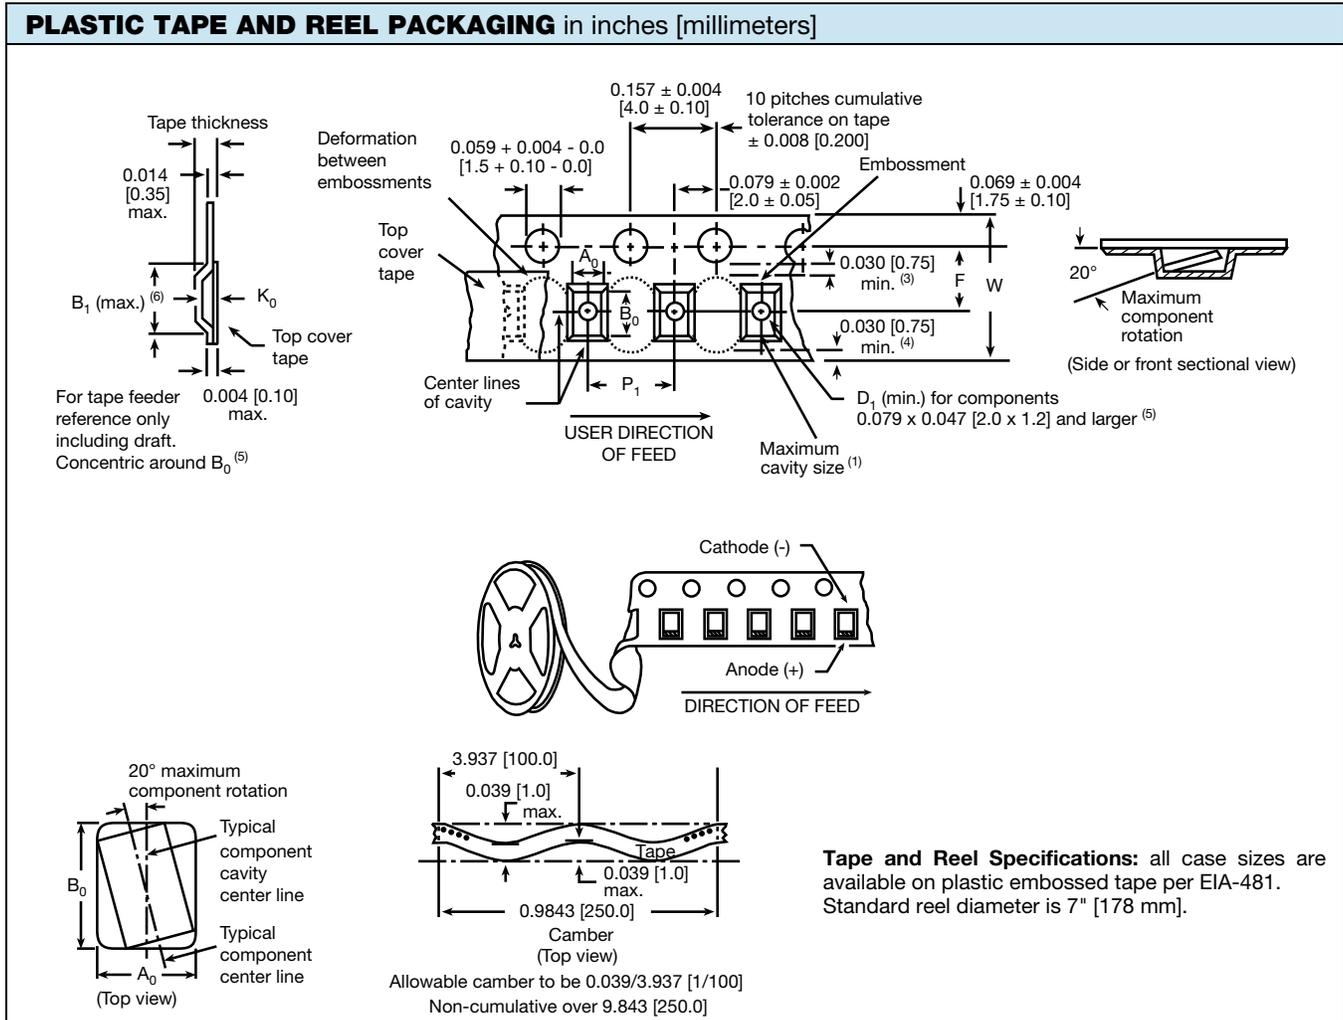 PLASTIC TAPE AND REEL PACKAGING in inches [millimeters]
Tape thickness
0.014
[0.35]
max.
B1 (max.) (6)
K0
Top cover
tape
For tape feeder
reference only
including draft.
Concentric around B0 (5)
0.004 [0.10]
max.
Deformation
between
embossments
Top
cover
tape
0.059 + 0.004 - 0.0
[1.5 + 0.10 - 0.0]
0.157 ± 0.004
[4.0 ± 0.10]
10 pitches cumulative
tolerance on tape
± 0.008 [0.200]
Embossment
0.079 ± 0.002
[2.0 ± 0.05]
0.069 ± 0.004
[1.75 ± 0.10]
A0
B0
0.030 [0.75]
min. (3)
F
W
0.030 [0.75]
min. (4)
Center lines
of cavity
P1
USER DIRECTION
OF FEED
D1 (min.) for components
0.079 x 0.047 [2.0 x 1.2] and larger (5)
Maximum
cavity size (1)
20°
Maximum
component
rotation
(Side or front sectional view)
Cathode (-)
Anode (+)
DIRECTION OF FEED
20° maximum
component rotation
Typical
component
cavity
center line
B0
Typical
component
center line
A0
(Top view)
3.937 [100.0]
0.039 [1.0]
max.
Tape
0.039 [1.0]
max.
0.9843 [250.0]
Camber
(Top view)
Allowable camber to be 0.039/3.937 [1/100]
Non-cumulative over 9.843 [250.0]
Tape and Reel Specifications: all case sizes are
available on plastic embossed tape per EIA-481.
Standard reel diameter is 7" [178 mm].